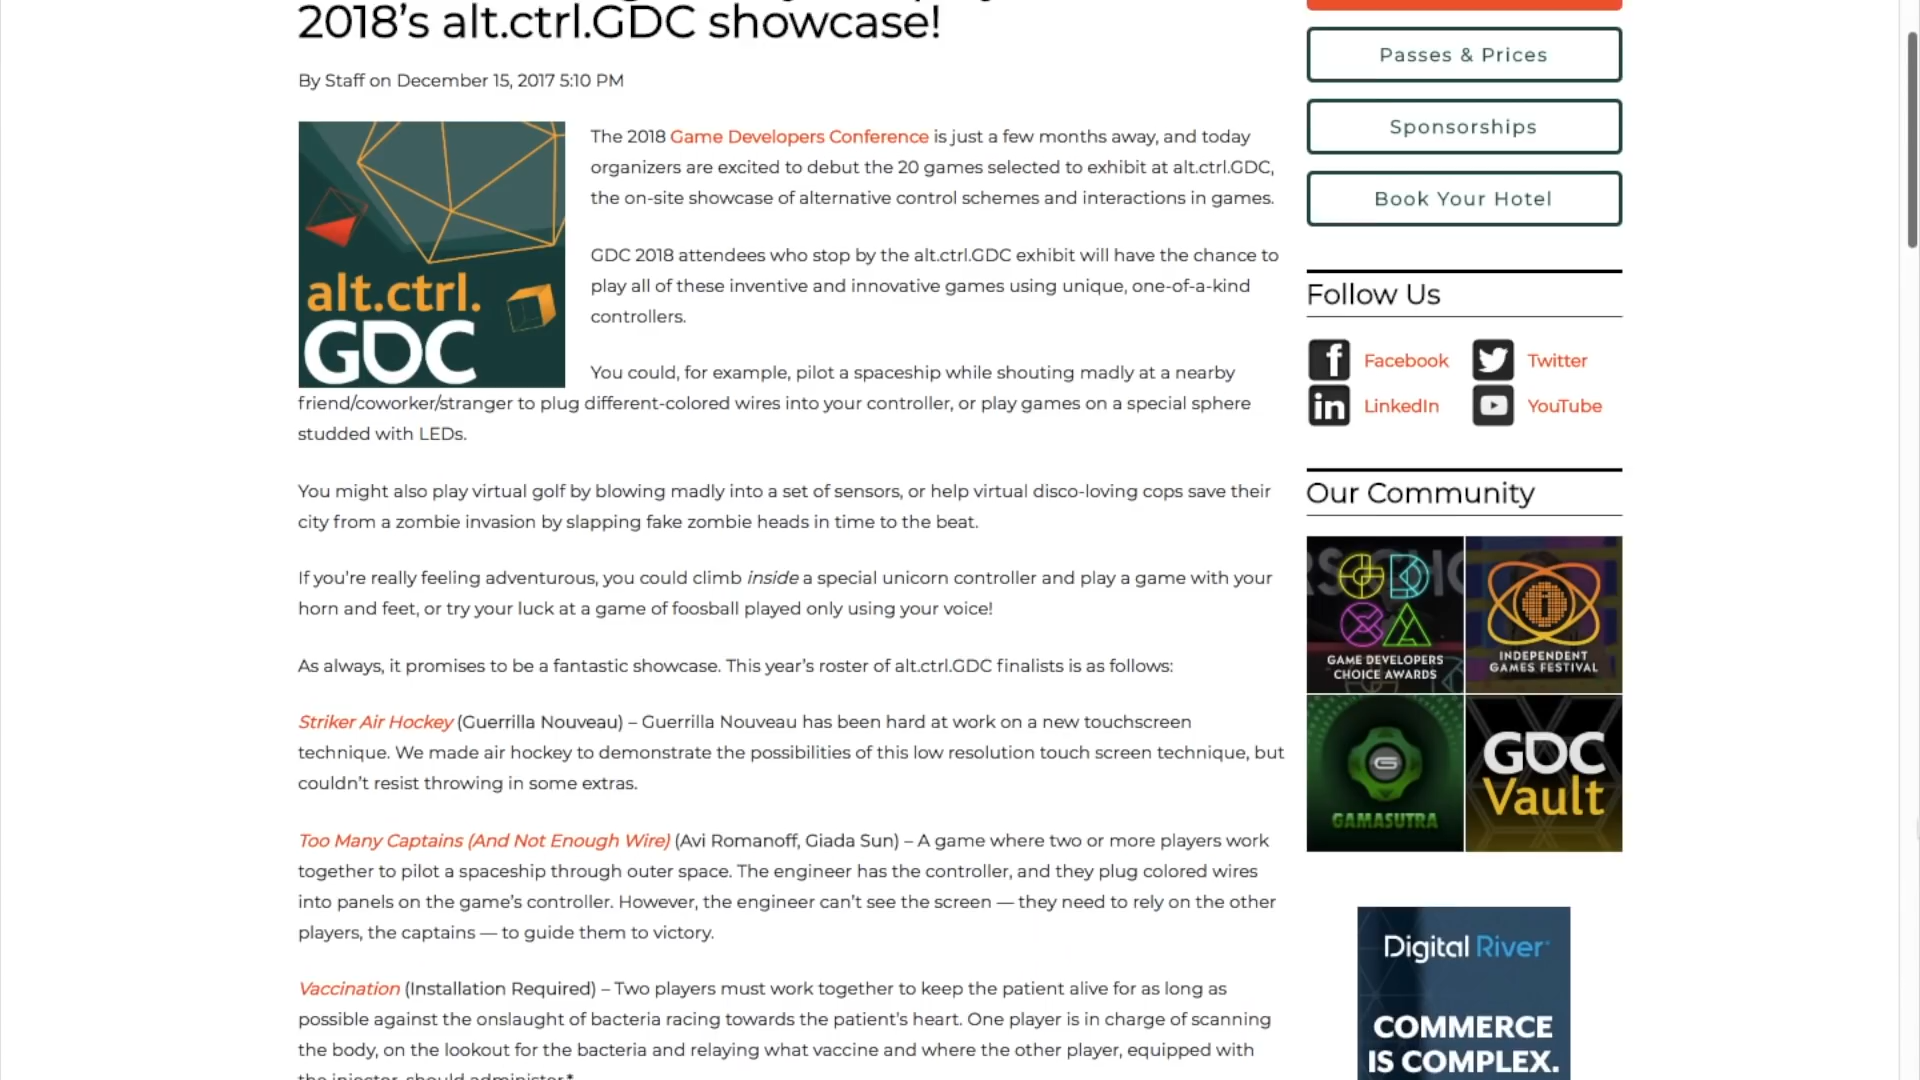 2018’s alt.ctrl.GDC showcase!
By Staff on December 15, 2017 5:10 PM
alt.ctrl.
GDC
The 2018 Game Developers Conference is just a few months away, and today
organizers are excited to debut the 20 games selected to exhibit at alt.ctrl.GDC,
the on-site showcase of alternative control schemes and interactions in games.
GDC 2018 attendees who stop by the alt.ctrl.GDC exhibit will have the chance to
play all of these inventive and innovative games using unique, one-of-a-kind
controllers.
You could, for example, pilot a spaceship while shouting madly at a nearby
friend/coworker/stranger to plug different-colored wires into your controller, or play games on a special sphere
studded with LEDs.
You might also play virtual golf by blowing madly into a set of sensors, or help virtual disco-loving cops save their
city from a zombie invasion by slapping fake zombie heads in time to the beat.
If you’re really feeling adventurous, you could climb inside a special unicorn controller and play a game with your
horn and feet, or try your luck at a game of foosball played only using your voice!
As always, it promises to be a fantastic showcase. This year’s roster of alt.ctrl.GDC finalists is as follows:
Striker Air Hockey (Guerrilla Nouveau) – Guerrilla Nouveau has been hard at work on a new touchscreen
technique. We made air hockey to demonstrate the possibilities of this low resolution touch screen technique, but
couldn’t resist throwing in some extras.
Too Many Captains (And Not Enough Wire) (Avi Romanoff, Giada Sun) – A game where two or more players work
together to pilot a spaceship through outer space. The engineer has the controller, and they plug colored wires
into panels on the game’s controller. However, the engineer can’t see the screen — they need to rely on the other
players, the captains — to guide them to victory.
Vaccination (Installation Required) – Two players must work together to keep the patient alive for as long as
possible against the onslaught of bacteria racing towards the patient’s heart. One player is in charge of scanning
the body, on the lookout for the bacteria and relaying what vaccine and where the other player, equipped with
the injector, should administer.*
Passes & Prices
Sponsorships
Book Your Hotel
Follow Us
Facebook
Twitter
LinkedIn
YouTube
Our Community
GAME DEVELOPERS
CHOICE AWARDS
INDEPENDENT
GAMES FESTIVAL
GAMASUTRA
GDC
Vault
Digital River
COMMERCE
IS COMPLEX.